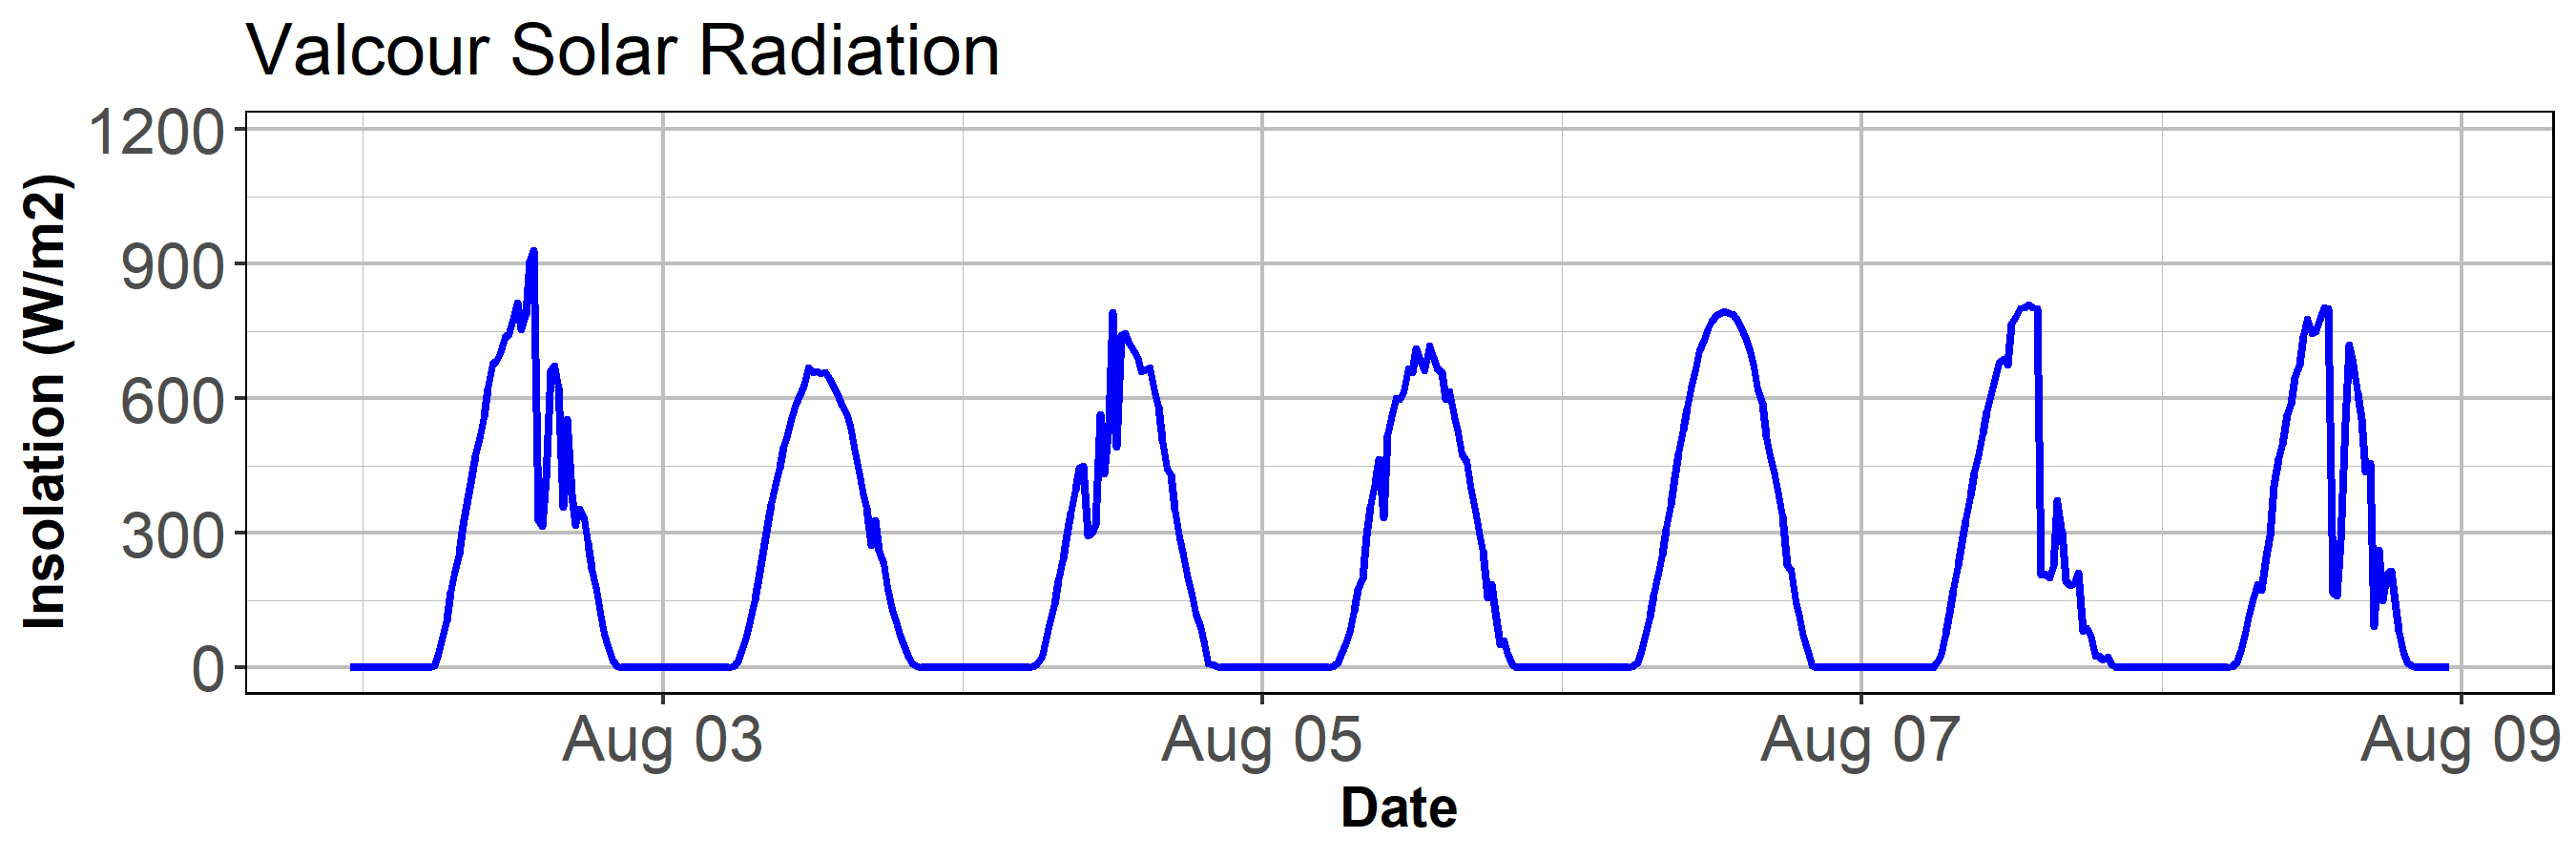 Valcour Solar Radiation
1200
900
600
300
0
Insolation (W/m2)
Aug 03 Aug 05 Aug 07 Aug 09
Date